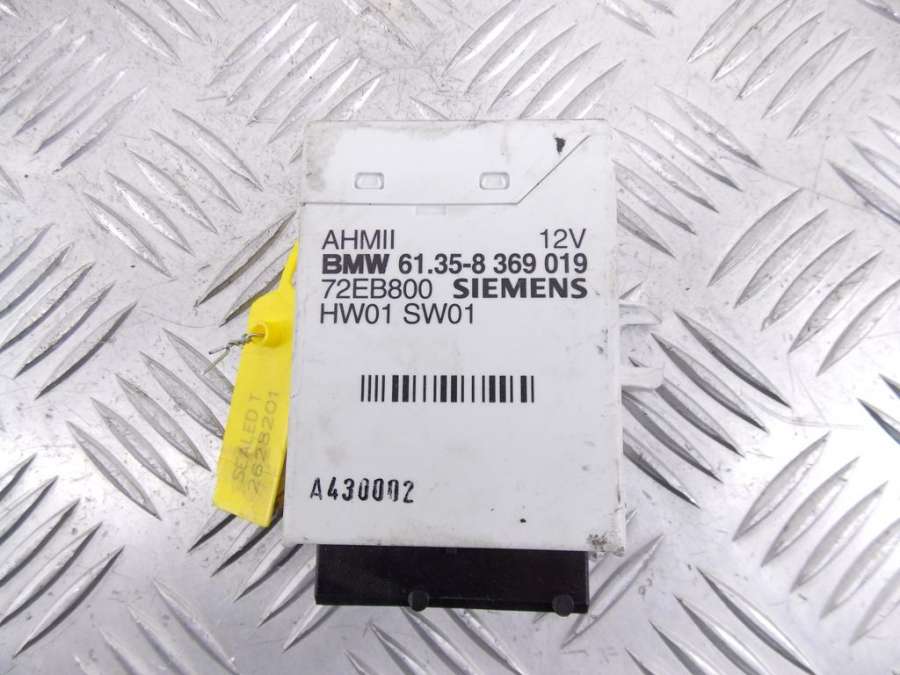 AHMII 12V
BMW 61.35-8 369 019
72EB800 SIEMENS
HW01 SW01
A430002
SEALED T
2628201